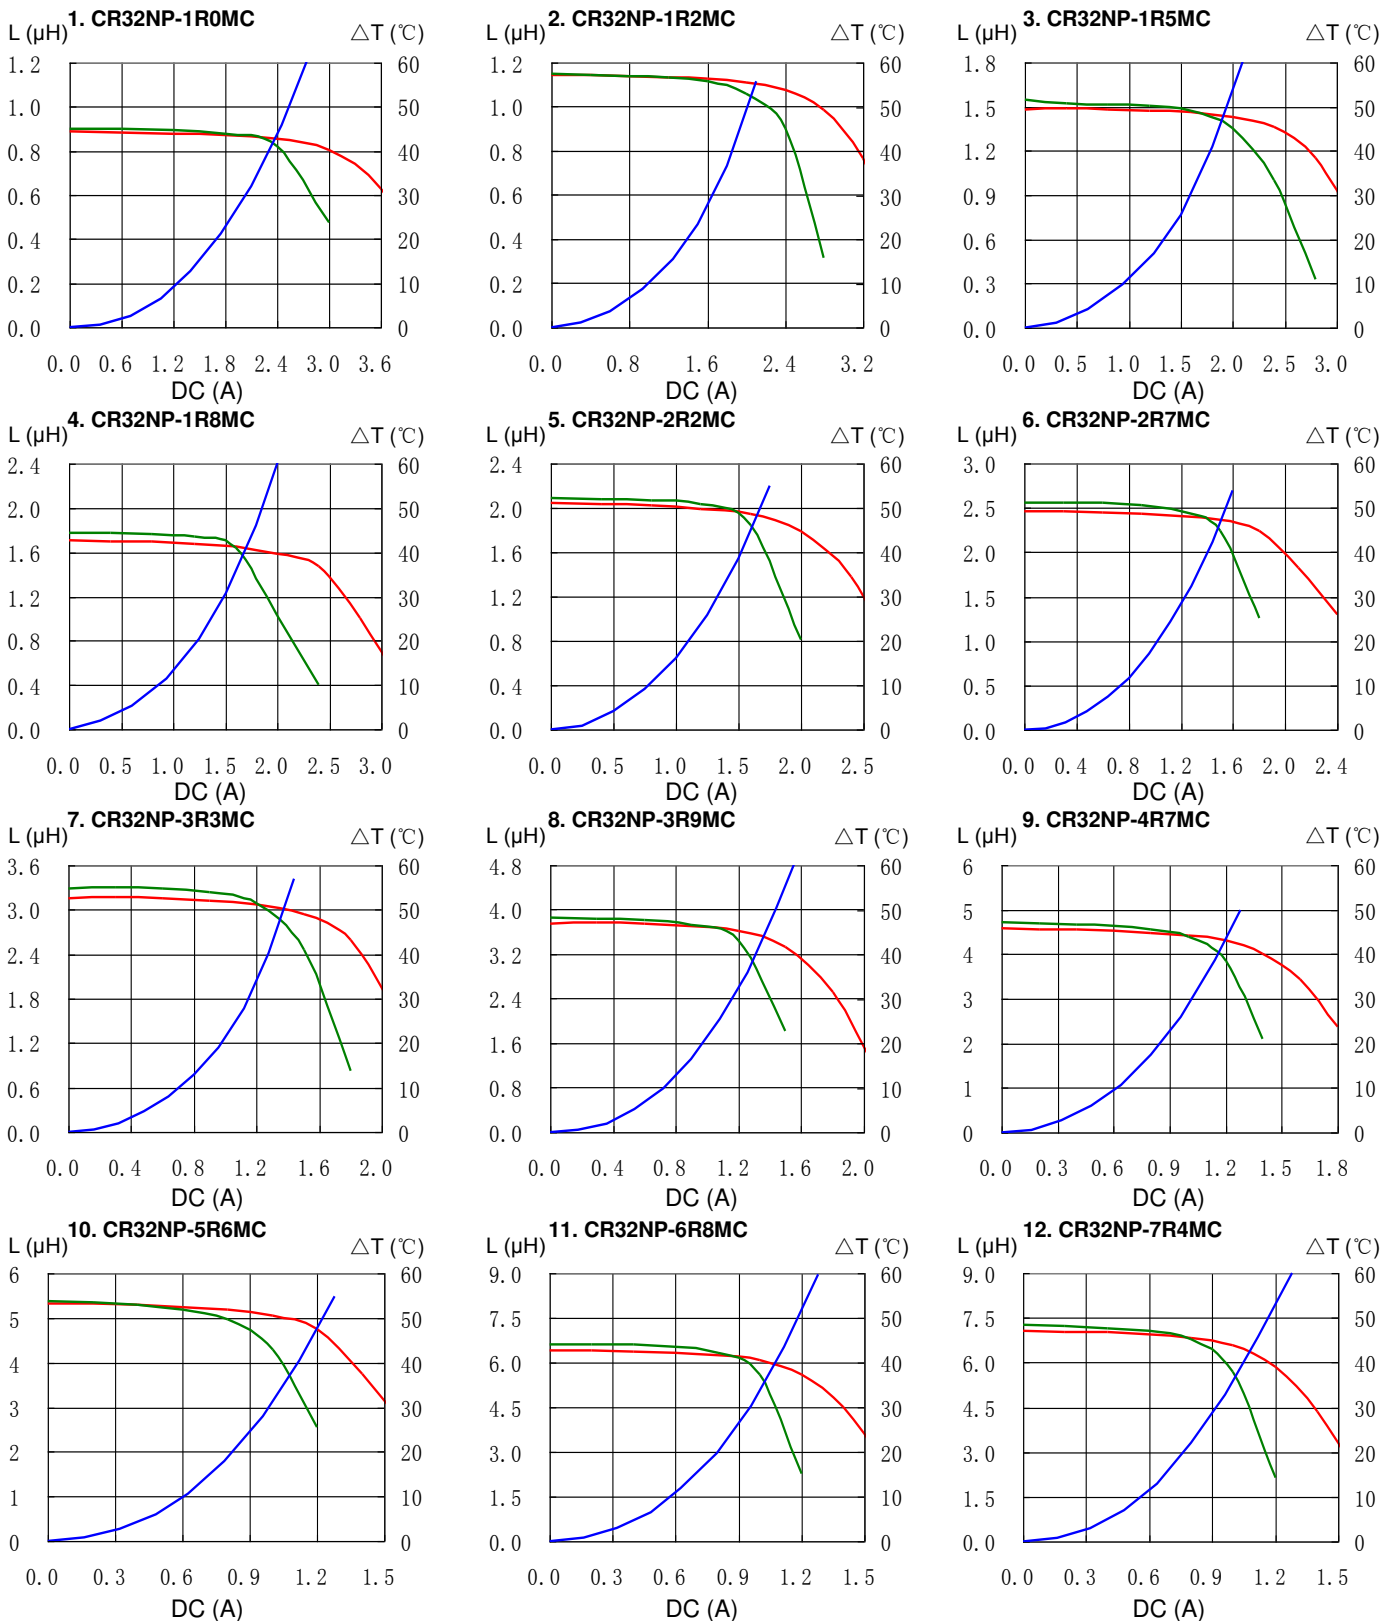 1. CR32NP-1R0MC
L (μH) △T (℃)
1.2 60
1.0 50
0.8 40
0.6 30
0.4 20
0.2 10
0.0 0
0.0 0.6 1.2 1.8 2.4 3.0 3.6
DC (A)
2. CR32NP-1R2MC
L (μH) △T (℃)
1.2 60
1.0 50
0.8 40
0.6 30
0.4 20
0.2 10
0.0 0
0.0 0.8 1.6 2.4 3.2
DC (A)
3. CR32NP-1R5MC
L (μH) △T (℃)
1.8 60
1.5 50
1.2 40
0.9 30
0.6 20
0.3 10
0.0 0
0.0 0.5 1.0 1.5 2.0 2.5 3.0
DC (A)
4. CR32NP-1R8MC
L (μH) △T (℃)
2.4 60
2.0 50
1.6 40
1.2 30
0.8 20
0.4 10
0.0 0
0.0 0.5 1.0 1.5 2.0 2.5 3.0
DC (A)
5. CR32NP-2R2MC
L (μH) △T (℃)
2.4 60
2.0 50
1.6 40
1.2 30
0.8 20
0.4 10
0.0 0
0.0 0.5 1.0 1.5 2.0 2.5
DC (A)
6. CR32NP-2R7MC
L (μH) △T (℃)
3.0 60
2.5 50
2.0 40
1.5 30
1.0 20
0.5 10
0.0 0
0.0 0.4 0.8 1.2 1.6 2.0 2.4
DC (A)
7. CR32NP-3R3MC
L (μH) △T (℃)
3.6 60
3.0 50
2.4 40
1.8 30
1.2 20
0.6 10
0.0 0
0.0 0.4 0.8 1.2 1.6 2.0
DC (A)
8. CR32NP-3R9MC
L (μH) △T (℃)
4.8 60
4.0 50
3.2 40
2.4 30
1.6 20
0.8 10
0.0 0
0.0 0.4 0.8 1.2 1.6 2.0
DC (A)
9. CR32NP-4R7MC
L (μH) △T (℃)
6 60
5 50
4 40
3 30
2 20
1 10
0 0
0.0 0.3 0.6 0.9 1.2 1.5 1.8
DC (A)
10. CR32NP-5R6MC
L (μH) △T (℃)
6 60
5 50
4 40
3 30
2 20
1 10
0 0
0.0 0.3 0.6 0.9 1.2 1.5
DC (A)
11. CR32NP-6R8MC
L (μH) △T (℃)
9.0 60
7.5 50
6.0 40
4.5 30
3.0 20
1.5 10
0.0 0
0.0 0.3 0.6 0.9 1.2 1.5
DC (A)
12. CR32NP-7R4MC
L (μH) △T (℃)
9.0 60
7.5 50
6.0 40
4.5 30
3.0 20
1.5 10
0.0 0
0.0 0.3 0.6 0.9 1.2 1.5
DC (A)